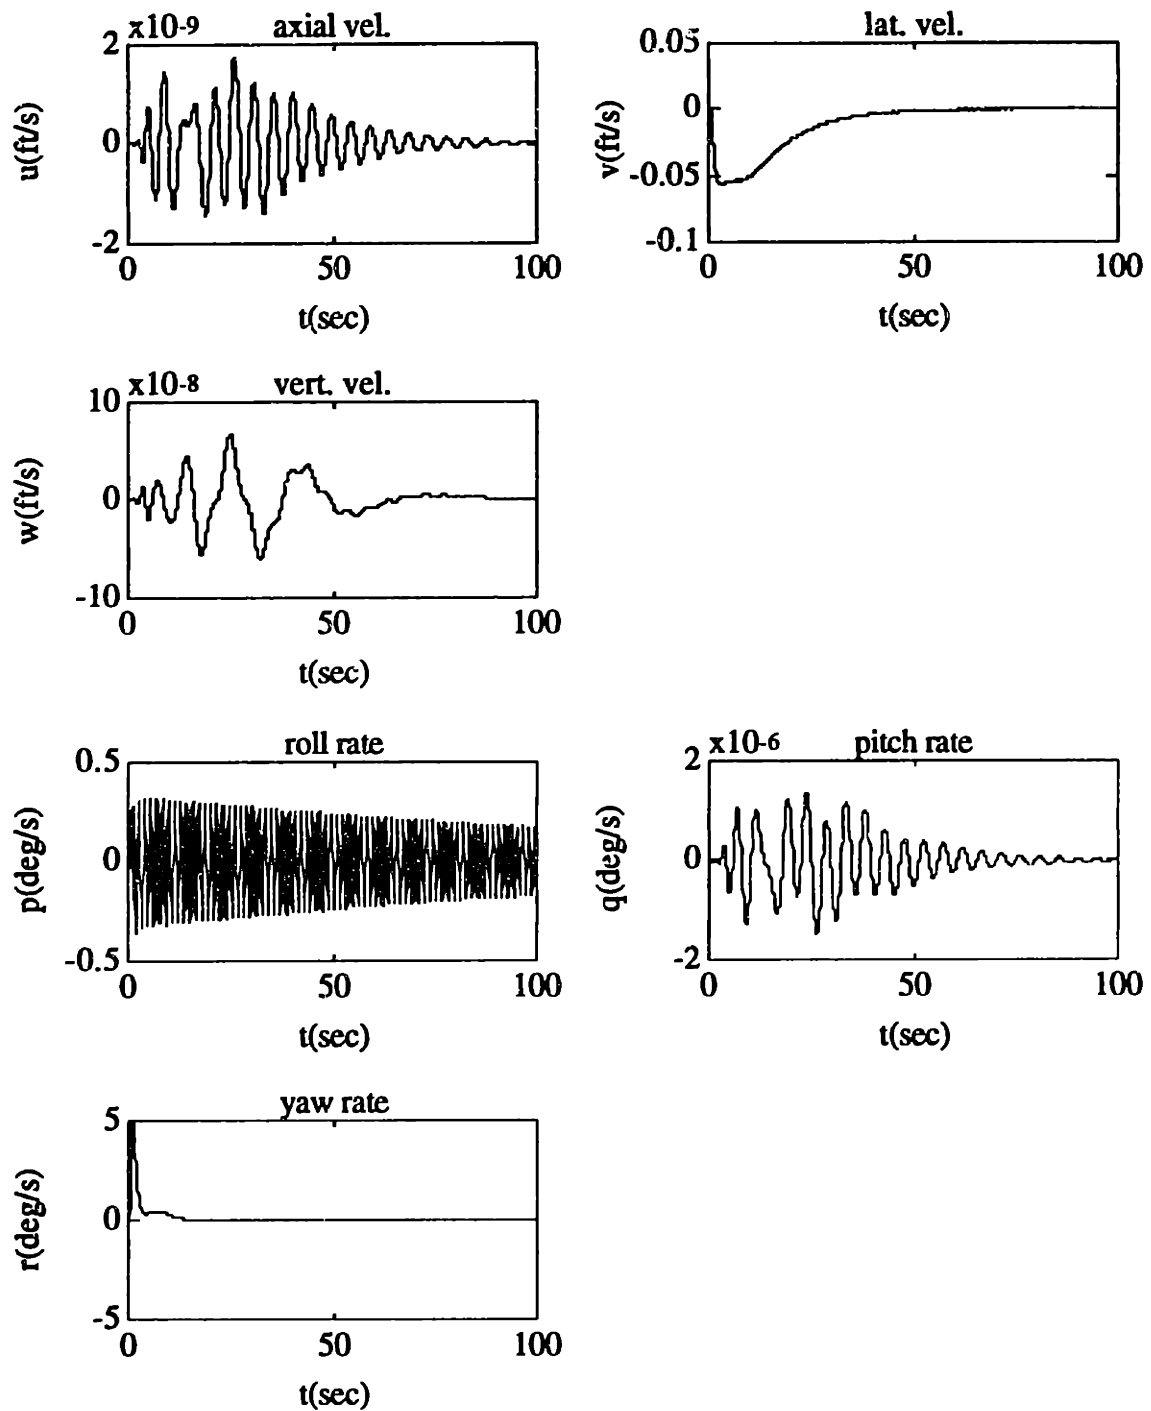 x10-9 axial vel.
2
0
-2
u(ft/s)
0 50 100
t(sec)
lat. vel.
0.05
0
-0.05
-0.1
v(ft/s)
0 50 100
t(sec)
x10-8 vert. vel.
10
0
-10
w(ft/s)
0 50 100
t(sec)
roll rate
0.5
0
-0.5
p(deg/s)
0 50 100
t(sec)
x10-6 pitch rate
2
0
-2
q(deg/s)
0 50 100
t(sec)
yaw rate
5
0
-5
r(deg/s)
0 50 100
t(sec)